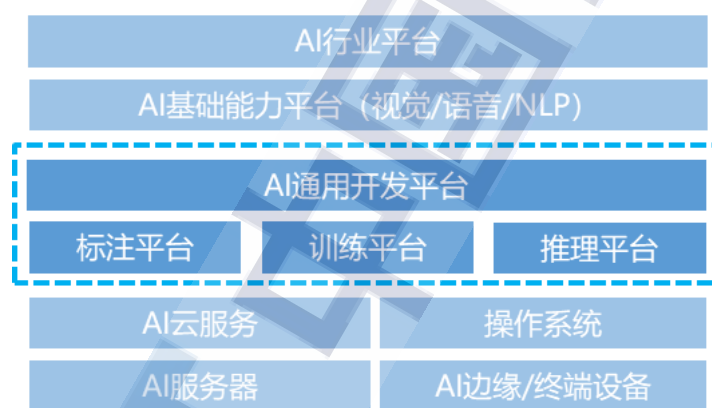 AI行业平台
AI基础能力平台（视觉/语音/NLP）
AI通用开发平台
标注平台 训练平台 推理平台
AI云服务 操作系统
AI服务器 AI边缘/终端设备